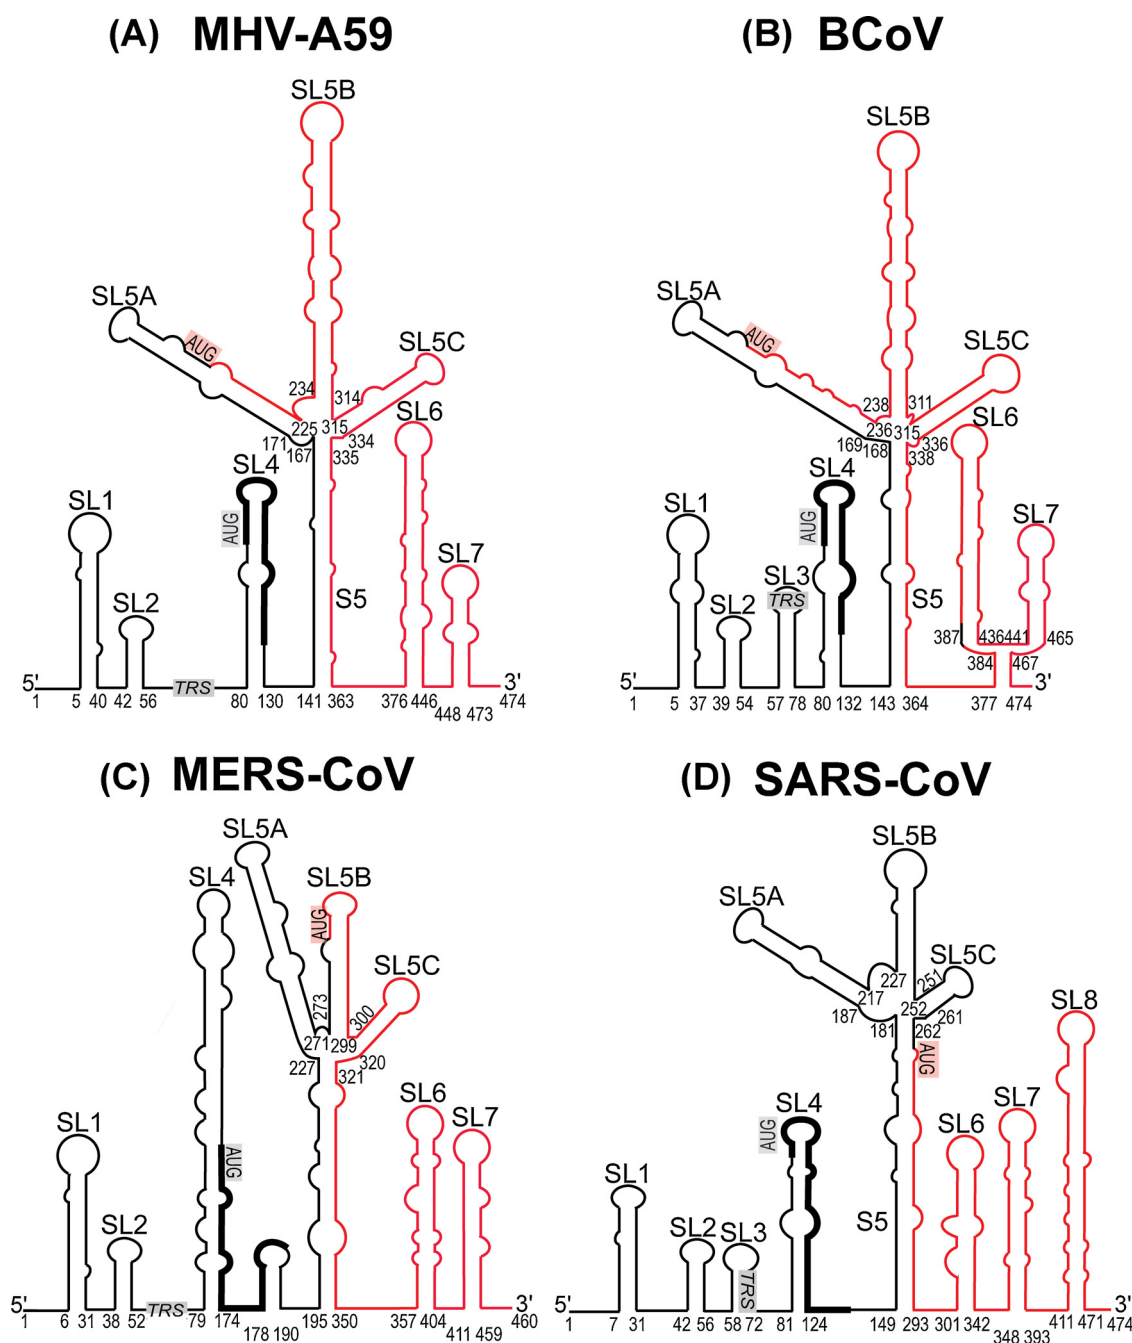 (A) MHV-A59
SL5B
SL5A
AUG
SL5C
234
314
225 315
171 334
167 335
SL6
SL4
SL1
AUG
SL7
SL2
S5
TRS
5' 3'
1 5 40 42 56 80 130 141 363 376 446 474
448 473
(B) BCoV
SL5B
SL5A
AUG
SL5C
238 311
236 315
169 168 336
338
SL6
SL4
SL1
AUG
SL7
SL3
TRS
SL2
S5
387 436 441 465
384 467
5' 3'
1 5 37 39 54 57 78 80 132 143 364 377 474
(C) MERS-CoV
SL5A
SL4
SL5B
AUG
SL5C
273
300
271 299
227 320
321
SL6
SL7
SL1
AUG
SL2
TRS
5' 3'
1 6 31 38 52 79 174 195 350 357 404 460
178 190 411 459
(D) SARS-CoV
SL5B
SL5A
SL5C
227
251
217 252
187 261
181 262
AUG
SL8
SL4
SL7
AUG
SL6
SL1
SL2 SL3
S5
TRS
5' 3'
1 7 31 42 56 58 72 81 124 149 293 301 342 411 471 474
348 393